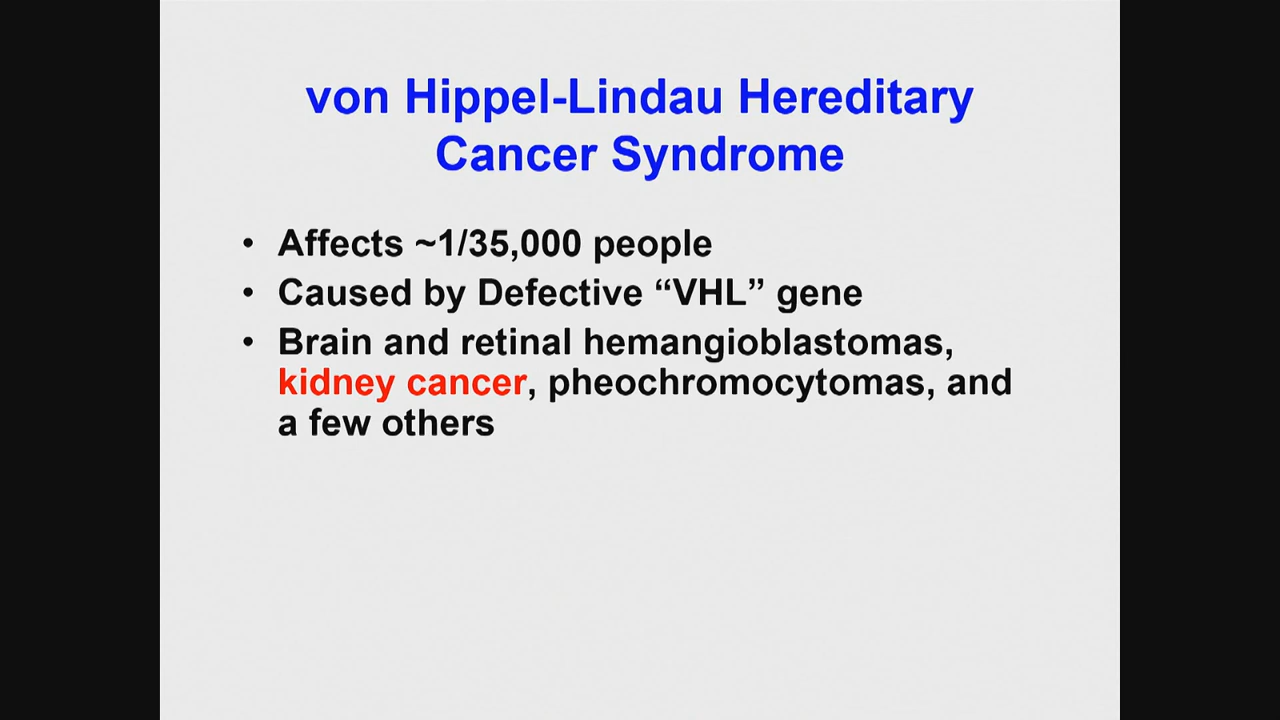 von Hippel-Lindau Hereditary
Cancer Syndrome
• Affects ~1/35,000 people
• Caused by Defective “VHL” gene
• Brain and retinal hemangioblastomas,
kidney cancer, pheochromocytomas, and
a few others